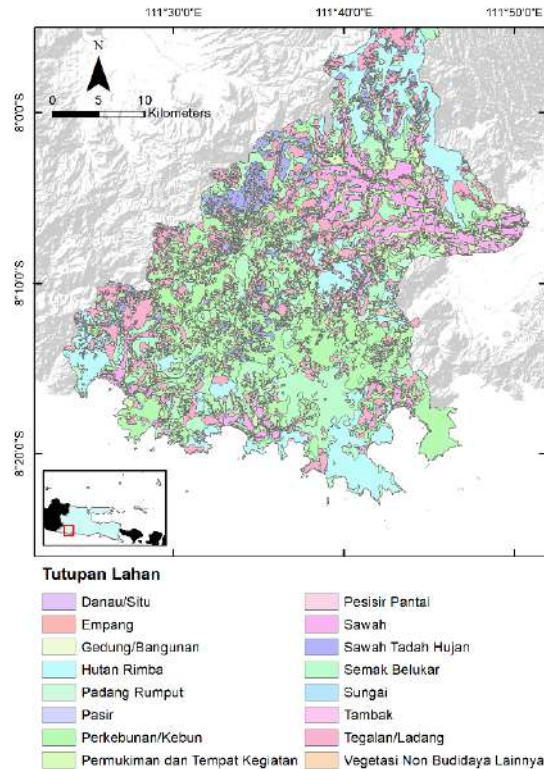 111°30'0"E 111°40'0"E 111°50'0"E
N
0 5 10
Kilometers
8°0'0"S
8°10'0"S
8°20'0"S
Tutupan Lahan
Danau/Situ
Empang
Gedung/Bangunan
Hutan Rimba
Padang Rumput
Pasir
Perkebunan/Kebun
Permukiman dan Tempat Kegiatan
Pesisir Pantai
Sawah
Sawah Tadah Hujan
Semak Belukar
Sungai
Tambak
Tegalan/Ladang
Vegetasi Non Budidaya Lainnya